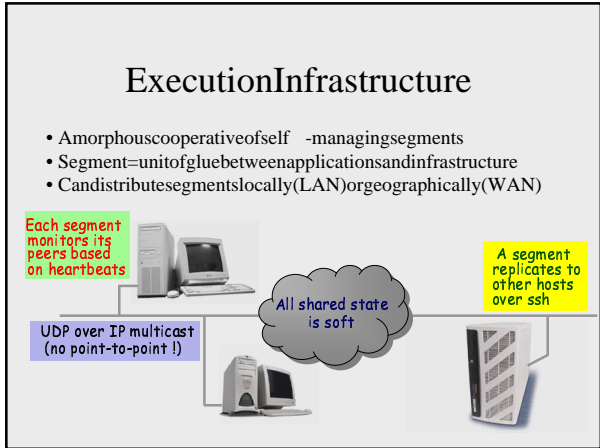 ExecutionInfrastructure
• Amorphouscooperativeofself -managingsegments
• Segment=unitofgluebetweenapplicationsandinfrastructure
• Candistributesegmentslocally(LAN)orgeographically(WAN)
Each segment
monitors its
peers based
on heartbeats
A segment
replicates to
other hosts
over ssh
All shared state
is soft
UDP over IP multicast
(no point-to-point !)